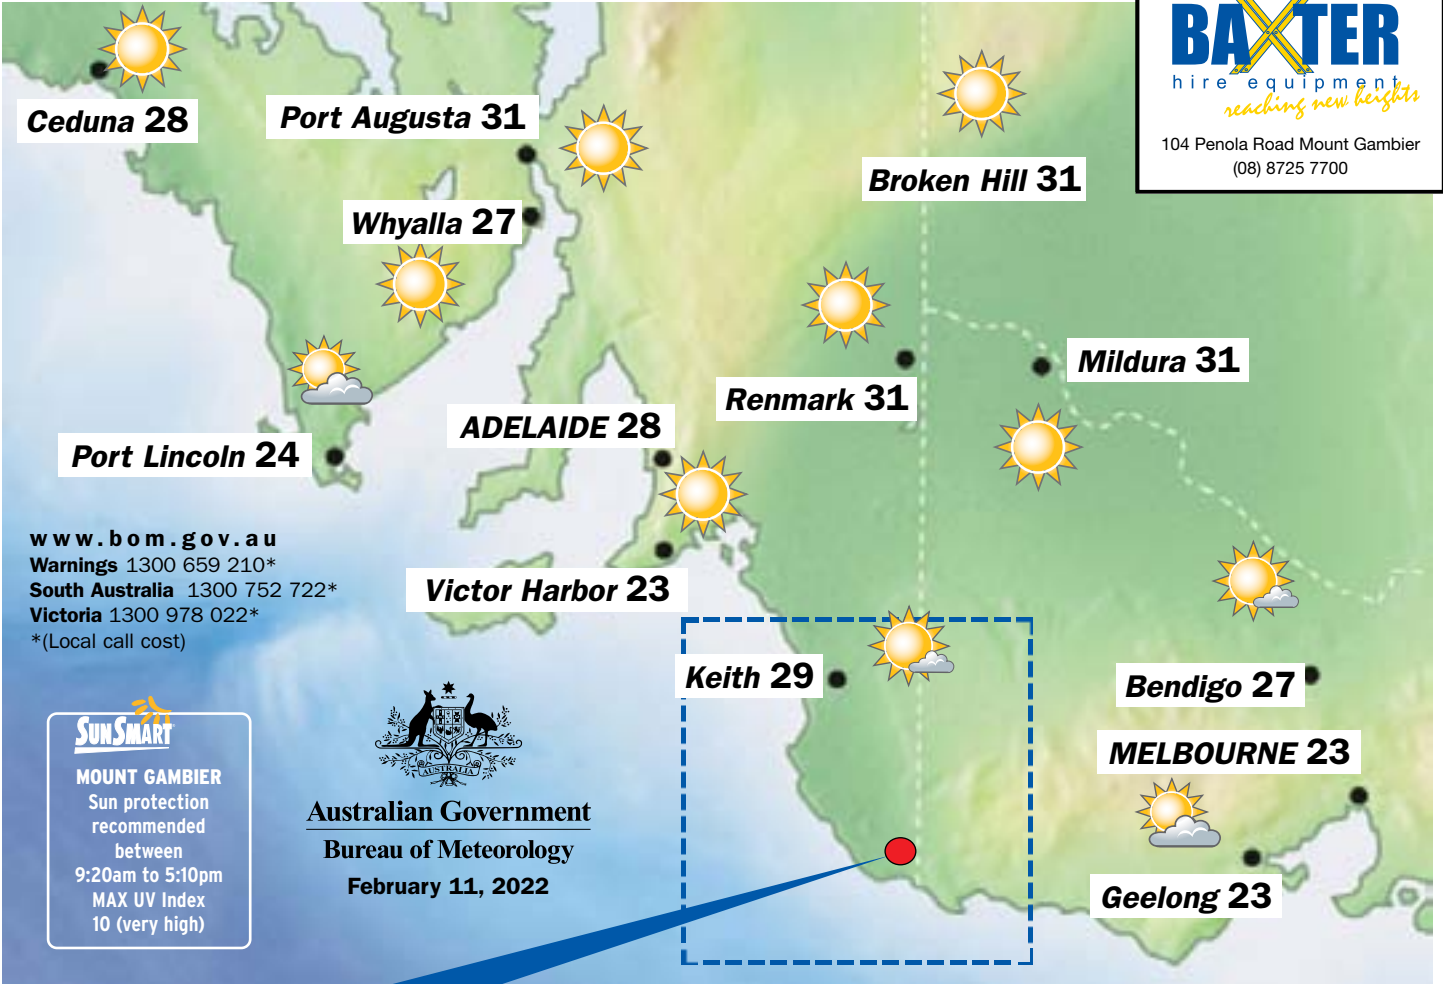 BAXTER
hire equipment
reaching new heights
104 Penola Road Mount Gambier
(08) 8725 7700
Ceduna 28
Port Augusta 31
Broken Hill 31
Whyalla 27
Mildura 31
Renmark 31
ADELAIDE 28
Port Lincoln 24
www.bom.gov.au
Warnings 1300 659 210*
South Australia 1300 752 722*
Victoria 1300 978 022*
*(Local call cost)
Victor Harbor 23
Keith 29
Bendigo 27
MELBOURNE 23
Geelong 23
SUNSMART
MOUNT GAMBIER
Sun protection
recommended
between
9:20am to 5:10pm
MAX UV Index
10 (very high)
AUSTRALIA
Australian Government
Bureau of Meteorology
February 11, 2022